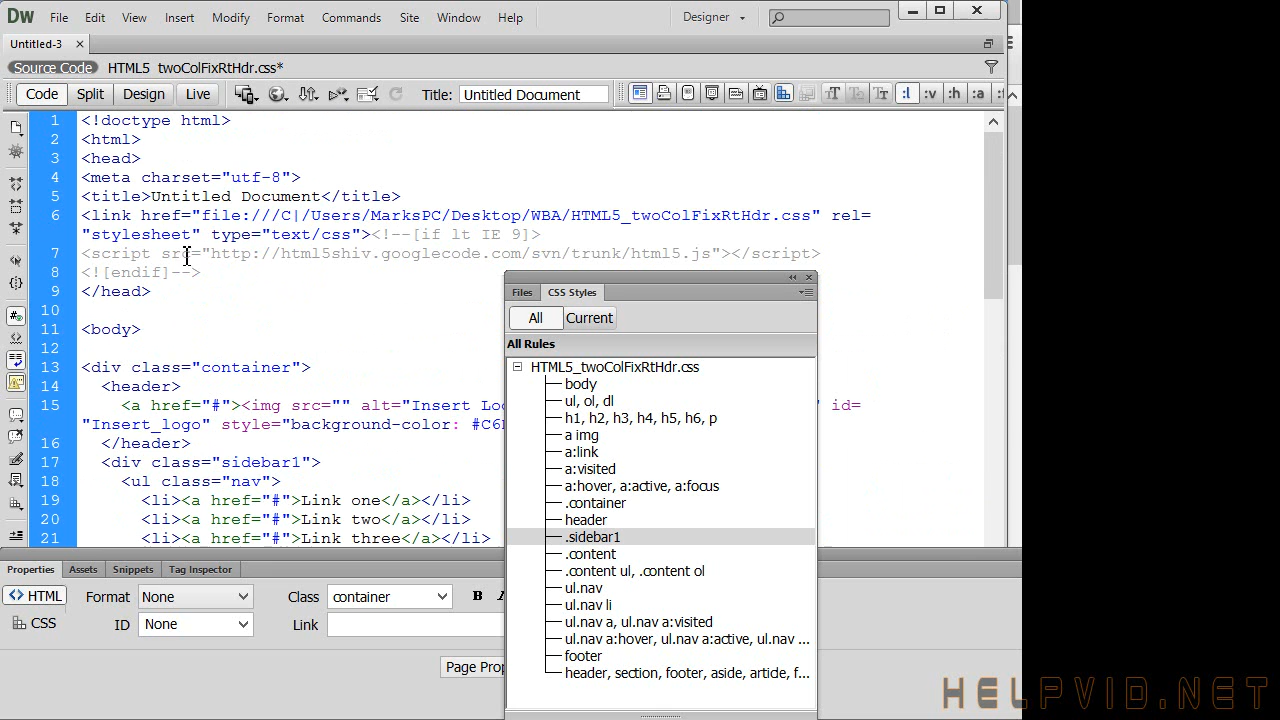 Dw File Edit View Insert Modify Format Commands Site Window Help Designer
Untitled-3 ×
Source Code HTML5_twoColFixRtHdr.css*
Code Split Design Live Title: Untitled Document
1 <!doctype html>
2 <html>
3 <head>
4 <meta charset="utf-8">
5 <title>Untitled Document</title>
6 <link href="file:///C|/Users/MarksPC/Desktop/WBA/HTML5_twoColFixRtHdr.css" rel=
"stylesheet" type="text/css"><!--[if lt IE 9]>
7 <script src="http://html5shiv.googlecode.com/svn/trunk/html5.js"></script>
8 <![endif]-->
9 </head>
10
11 <body>
12
13 <div class="container">
14 <header>
15 <a href="#"><img src="" alt="Insert Lo " id=
"Insert_logo" style="background-color: #C6
16 </header>
17 <div class="sidebar1">
18 <ul class="nav">
19 <li><a href="#">Link one</a></li>
20 <li><a href="#">Link two</a></li>
21 <li><a href="#">Link three</a></li>
Files CSS Styles
All Current
All Rules
HTML5_twoColFixRtHdr.css
body
ul, ol, dl
h1, h2, h3, h4, h5, h6, p
a img
a:link
a:visited
a:hover, a:active, a:focus
.container
header
.sidebar1
.content
.content ul, .content ol
ul.nav
ul.nav li
ul.nav a, ul.nav a:visited
ul.nav a:hover, ul.nav a:active, ul.nav ...
footer
header, section, footer, aside, article, f...
Properties Assets Snippets Tag Inspector
<> HTML Format None Class container B I
CSS ID None Link
Page Prop
HELPVID.NET